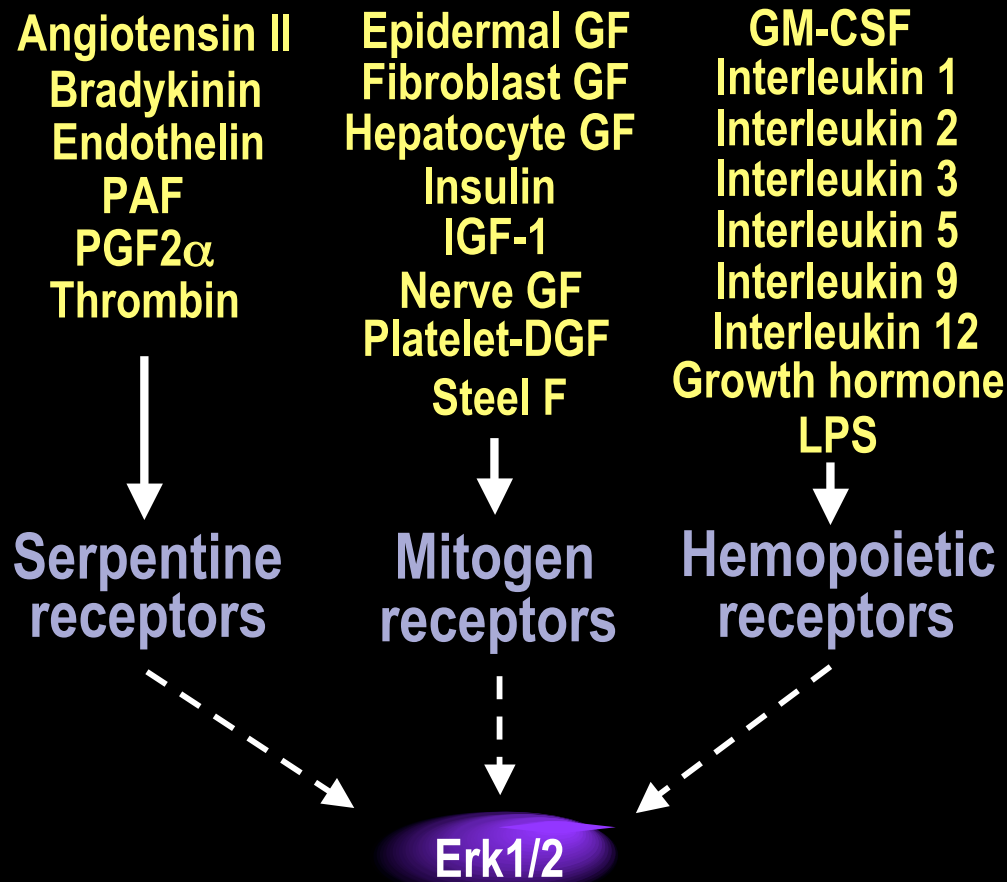 Angiotensin II
Bradykinin
Endothelin
PAF
PGF2α
Thrombin
Epidermal GF
Fibroblast GF
Hepatocyte GF
Insulin
IGF-1
Nerve GF
Platelet-DGF
Steel F
GM-CSF
Interleukin 1
Interleukin 2
Interleukin 3
Interleukin 5
Interleukin 9
Interleukin 12
Growth hormone
LPS
Serpentine
receptors
Mitogen
receptors
Hemopoietic
receptors
Erk1/2